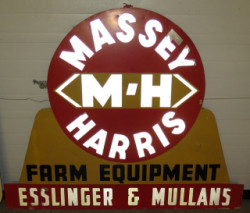 MASSEY
M-H
HARRIS
FARM EQUIPMENT
ESSLINGER & MULLANS